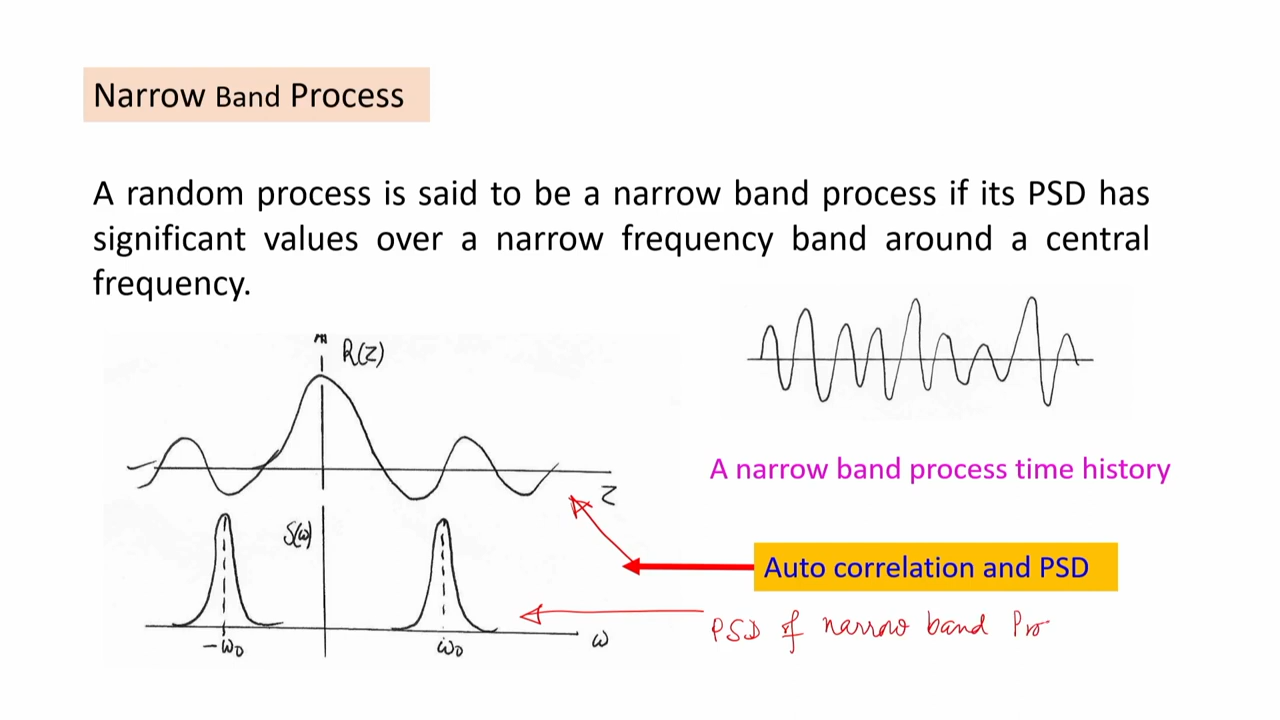 Narrow Band Process
A random process is said to be a narrow band process if its PSD has
significant values over a narrow frequency band around a central
frequency.
R(τ)
τ
A narrow band process time history
S(ω)
Auto correlation and PSD
PSD of narrow band Pro
-ω₀
ω₀
ω